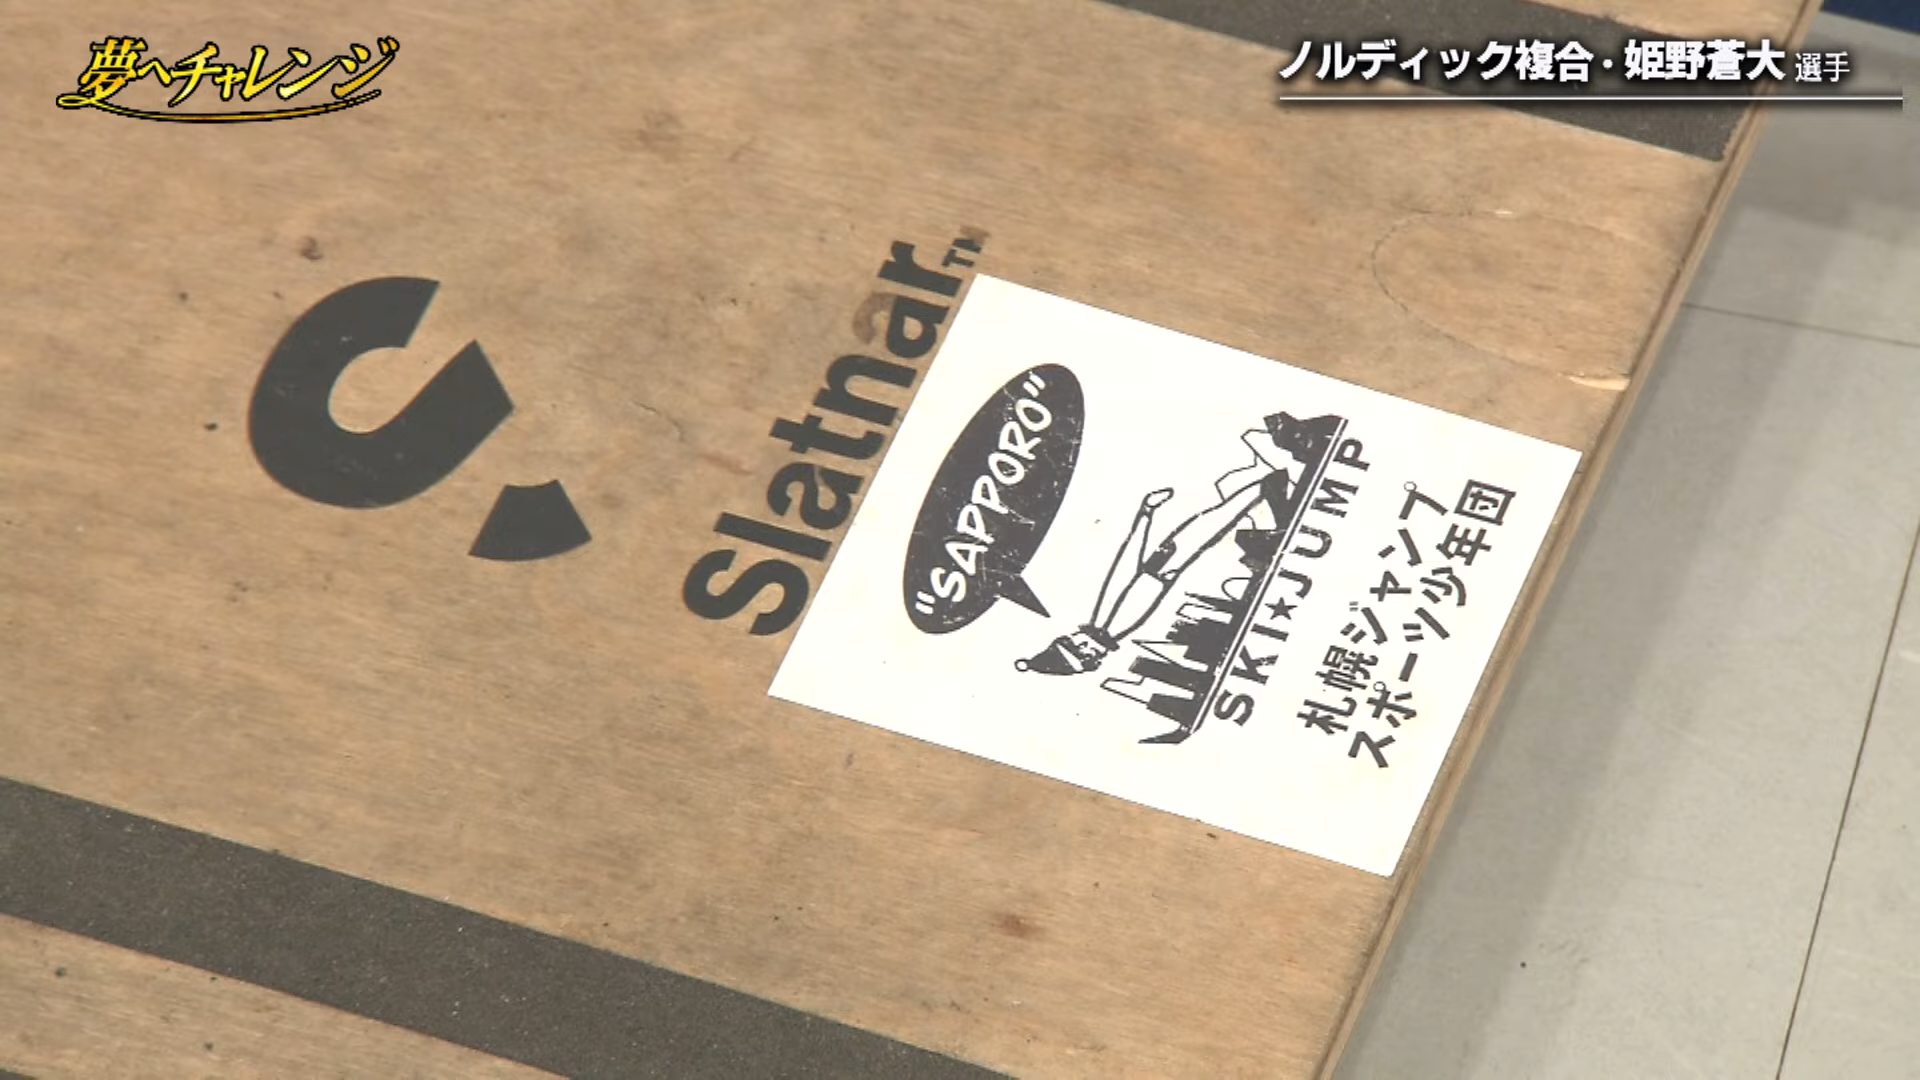 夢へチャレンジ
ノルディック複合・姫野蒼大 選手
Slatnar™
"SAPPORO"
SKI★JUMP
札幌ジャンプ
スポーツ少年団